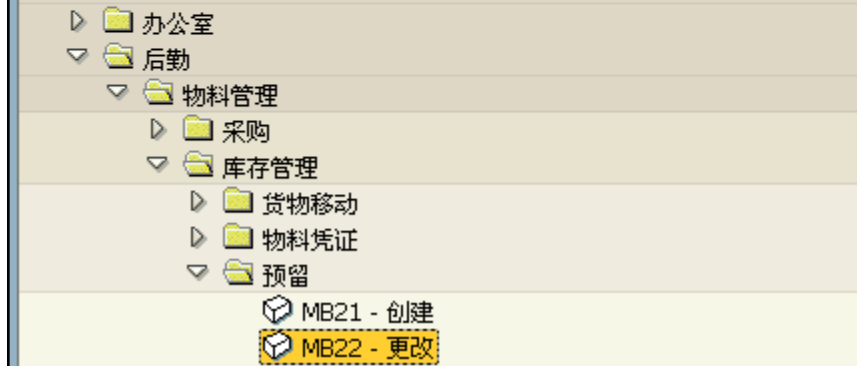 办公室
后勤
物料管理
采购
库存管理
货物移动
物料凭证
预留
MB21 - 创建
MB22 - 更改